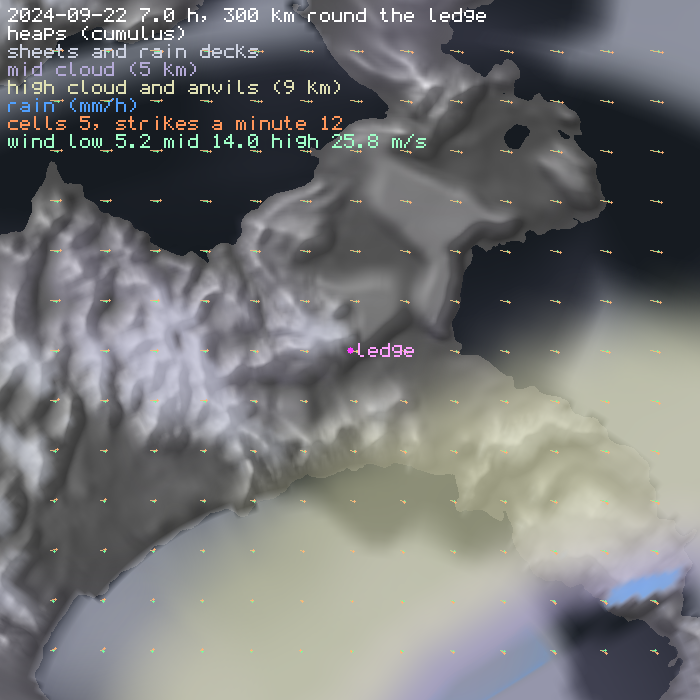 2024-09-22 7.0 h, 300 km round the ledge
heaps (cumulus)
sheets and rain decks
mid cloud (5 km)
high cloud and anvils (9 km)
rain (mm/h)
cells 5, strikes a minute 12
wind low 5.2 mid 14.0 high 25.8 m/s
ledge